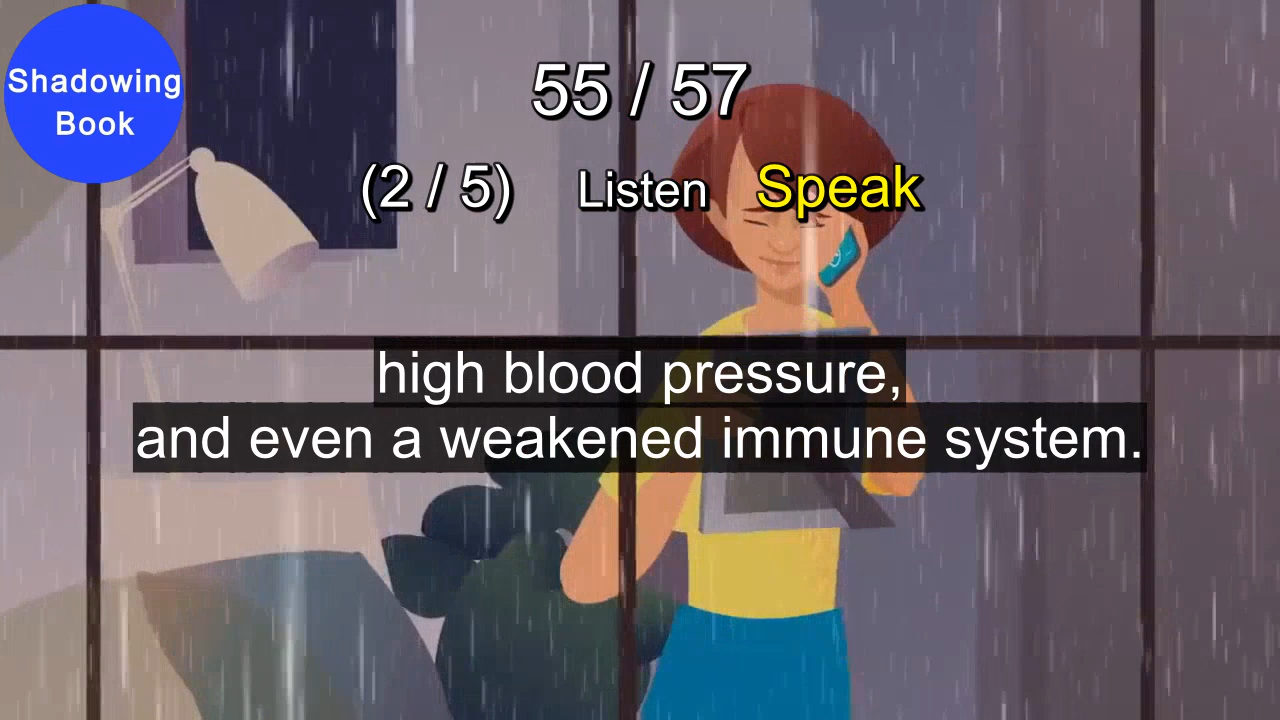 Shadowing
Book
55 / 57
(2 / 5) Listen Speak
high blood pressure,
and even a weakened immune system.